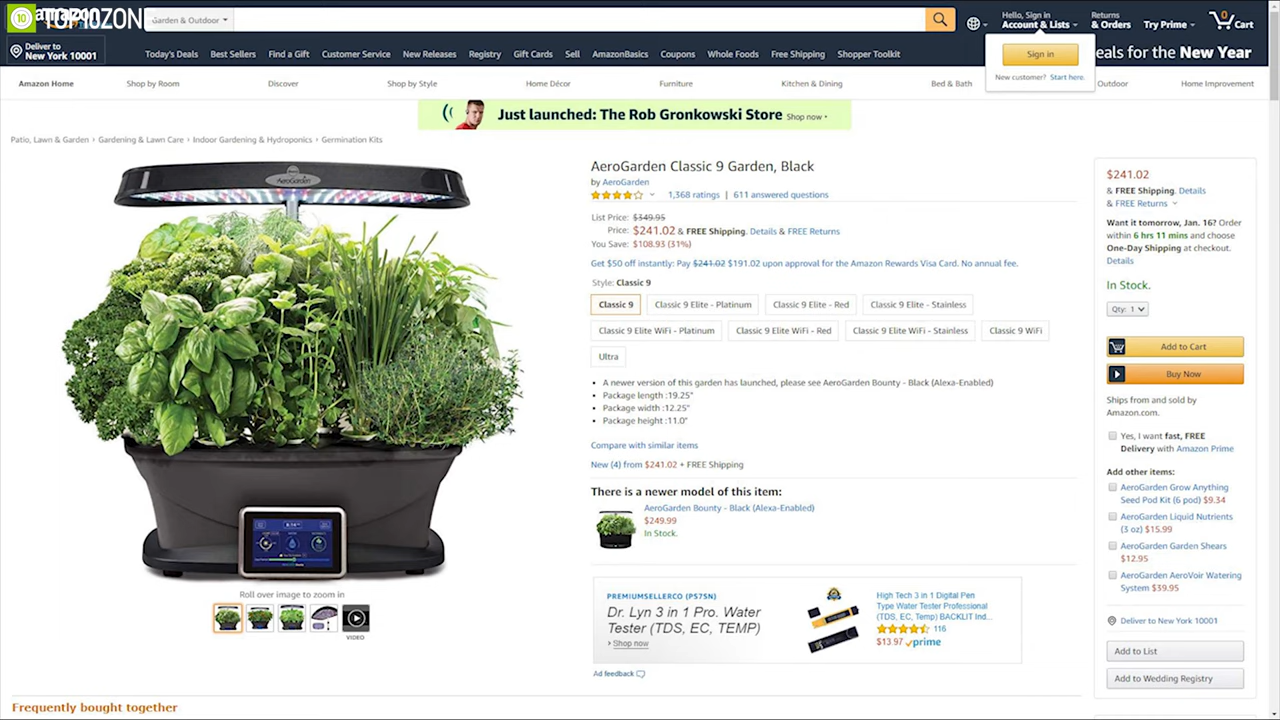 10 TOP10ZONE
amazon
Garden & Outdoor
Hello, Sign in
Account & Lists
Returns
& Orders
Try Prime
0
Cart
Deliver to
New York 10001
Today's Deals Best Sellers Find a Gift Customer Service New Releases Registry Gift Cards Sell AmazonBasics Coupons Whole Foods Free Shipping Shopper Toolkit
eals for the New Year
Sign in
New customer? Start here.
Amazon Home Shop by Room Discover Shop by Style Home Décor Furniture Kitchen & Dining Bed & Bath Outdoor Home Improvement
Just launched: The Rob Gronkowski Store Shop now ▸
Patio, Lawn & Garden › Gardening & Lawn Care › Indoor Gardening & Hydroponics › Germination Kits
AeroGarden
Roll over image to zoom in
VIDEO
AeroGarden Classic 9 Garden, Black
by AeroGarden
1,368 ratings | 611 answered questions
List Price: $349.95
Price: $241.02 & FREE Shipping. Details & FREE Returns
You Save: $108.93 (31%)
Get $50 off instantly: Pay $241.02 $191.02 upon approval for the Amazon Rewards Visa Card. No annual fee.
Style: Classic 9
Classic 9 Classic 9 Elite - Platinum Classic 9 Elite - Red Classic 9 Elite - Stainless
Classic 9 Elite WiFi - Platinum Classic 9 Elite WiFi - Red Classic 9 Elite WiFi - Stainless Classic 9 WiFi
Ultra
• A newer version of this garden has launched, please see AeroGarden Bounty - Black (Alexa-Enabled)
• Package length :19.25"
• Package width :12.25"
• Package height :11.0"
Compare with similar items
New (4) from $241.02 + FREE Shipping
There is a newer model of this item:
AeroGarden Bounty - Black (Alexa-Enabled)
$249.99
In Stock.
PREMIUMSELLERCO (PS75N)
Dr. Lyn 3 in 1 Pro. Water
Tester (TDS, EC, TEMP)
› Shop now
High Tech 3 in 1 Digital Pen
Type Water Tester Professional
(TDS, EC, Temp) BACKLIT Ind...
116
$13.97 prime
Ad feedback
$241.02
& FREE Shipping. Details
& FREE Returns
Want it tomorrow, Jan. 16? Order
within 6 hrs 11 mins and choose
One-Day Shipping at checkout.
Details
In Stock.
Qty: 1
Add to Cart
Buy Now
Ships from and sold by
Amazon.com.
Yes, I want fast, FREE
Delivery with Amazon Prime
Add other items:
AeroGarden Grow Anything
Seed Pod Kit (6 pod) $9.34
AeroGarden Liquid Nutrients
(3 oz) $15.99
AeroGarden Garden Shears
$12.95
AeroGarden AeroVoir Watering
System $39.95
Deliver to New York 10001
Add to List
Add to Wedding Registry
Frequently bought together